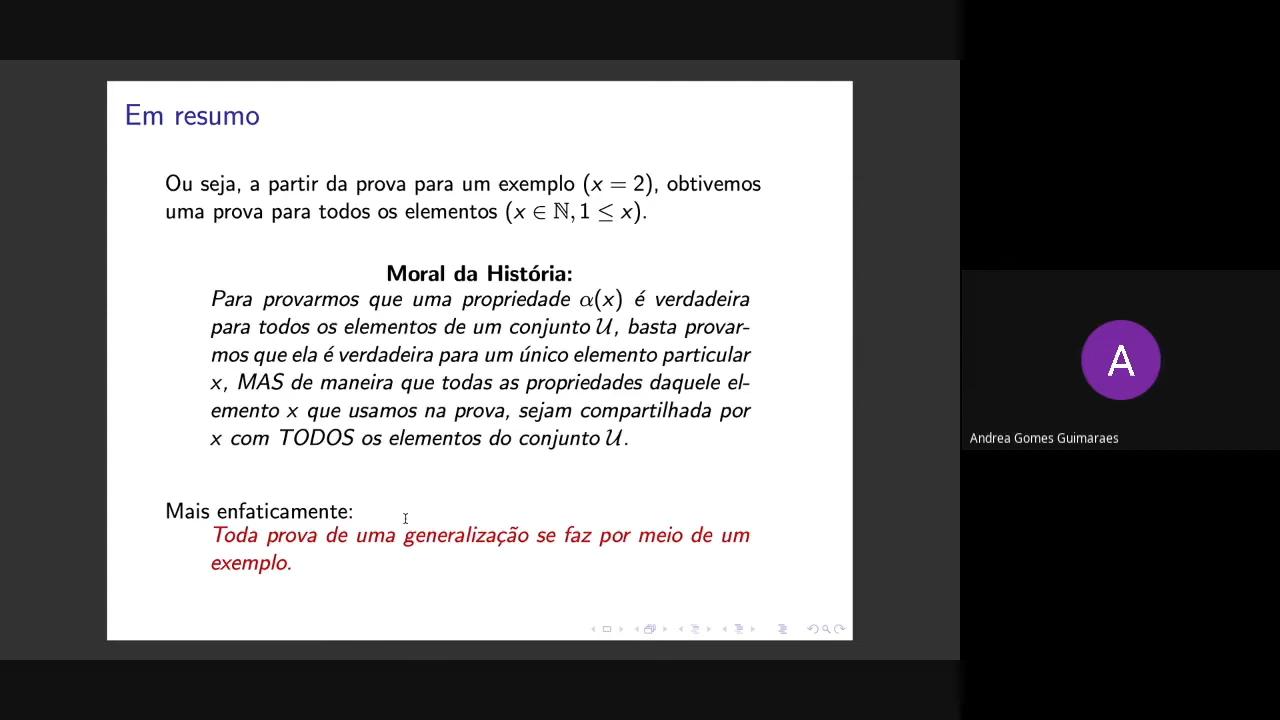 Em resumo
Ou seja, a partir da prova para um exemplo (x = 2), obtivemos
uma prova para todos os elementos (x ∈ ℕ, 1 ≤ x).
Moral da História:
Para provarmos que uma propriedade α(x) é verdadeira
para todos os elementos de um conjunto 𝒰, basta provar-
mos que ela é verdadeira para um único elemento particular
x, MAS de maneira que todas as propriedades daquele el-
emento x que usamos na prova, sejam compartilhada por
x com TODOS os elementos do conjunto 𝒰.
Mais enfaticamente:
Toda prova de uma generalização se faz por meio de um
exemplo.
A
Andrea Gomes Guimaraes